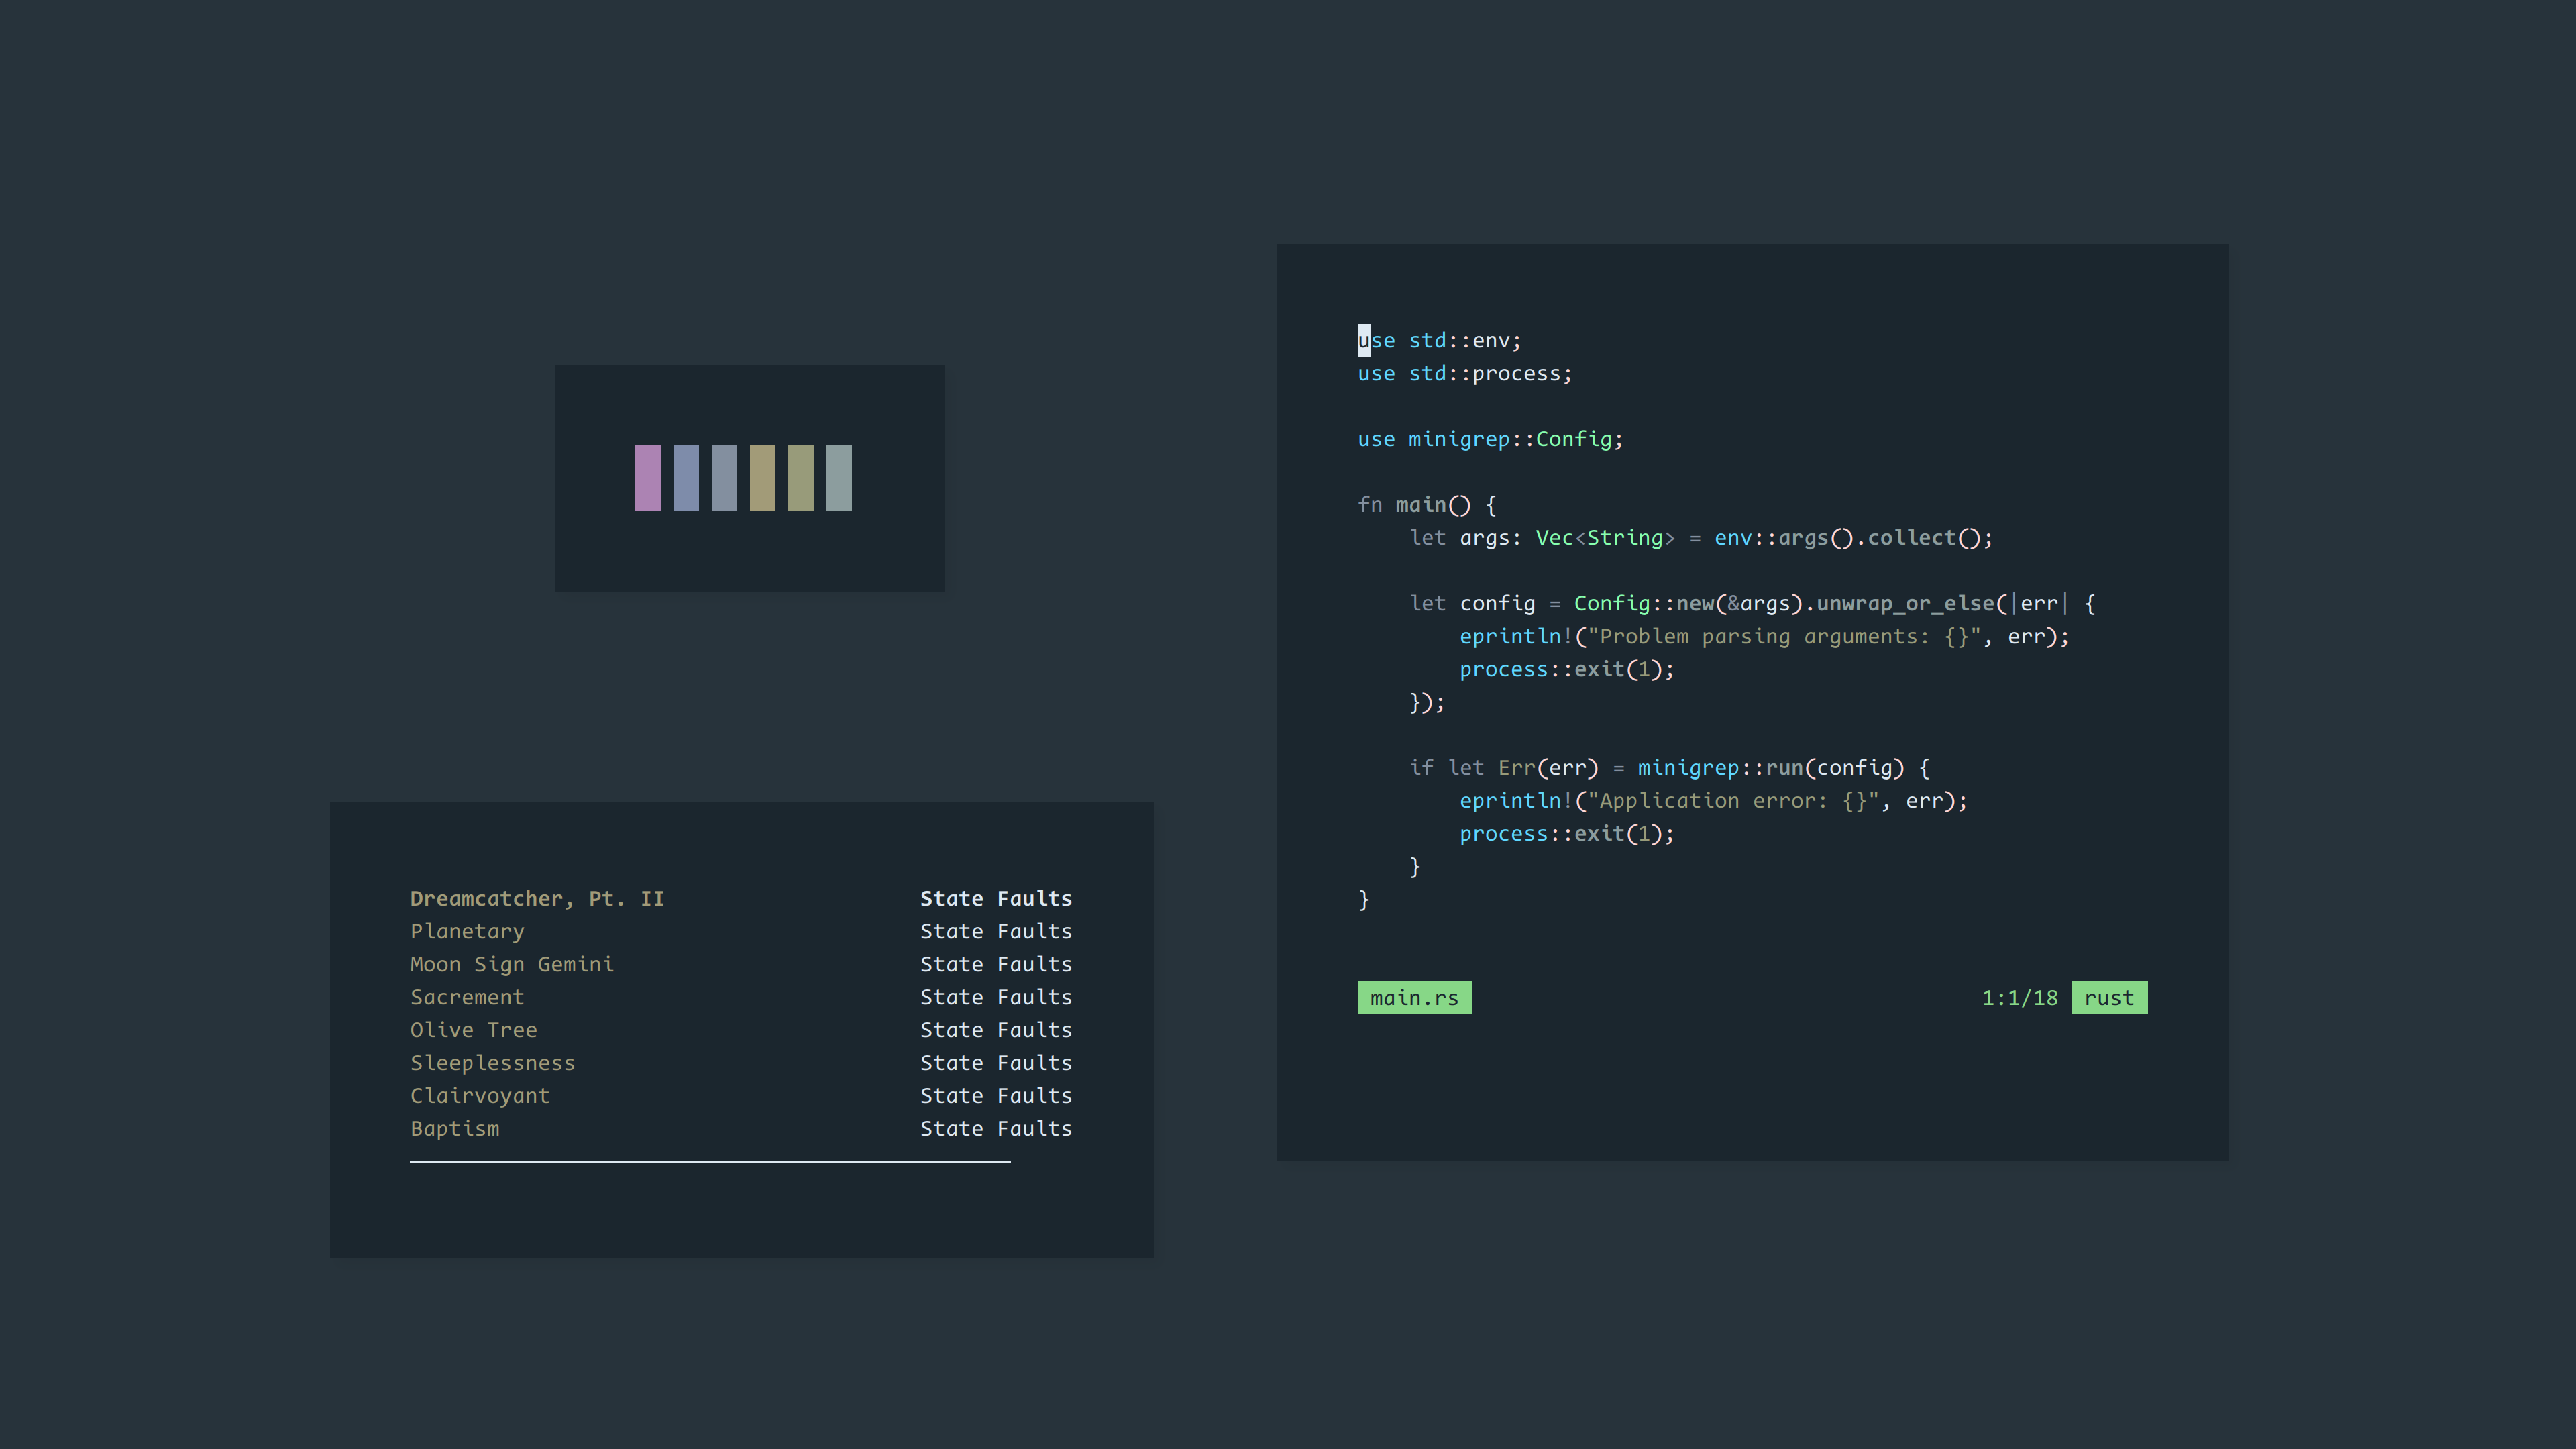 Dreamcatcher, Pt. II State Faults
Planetary State Faults
Moon Sign Gemini State Faults
Sacrement State Faults
Olive Tree State Faults
Sleeplessness State Faults
Clairvoyant State Faults
Baptism State Faults
use std::env;
use std::process;
use minigrep::Config;
fn main() {
    let args: Vec<String> = env::args().collect();
    let config = Config::new(&args).unwrap_or_else(|err| {
        eprintln!("Problem parsing arguments: {}", err);
        process::exit(1);
    });
    if let Err(err) = minigrep::run(config) {
        eprintln!("Application error: {}", err);
        process::exit(1);
    }
}
main.rs 1:1/18 rust